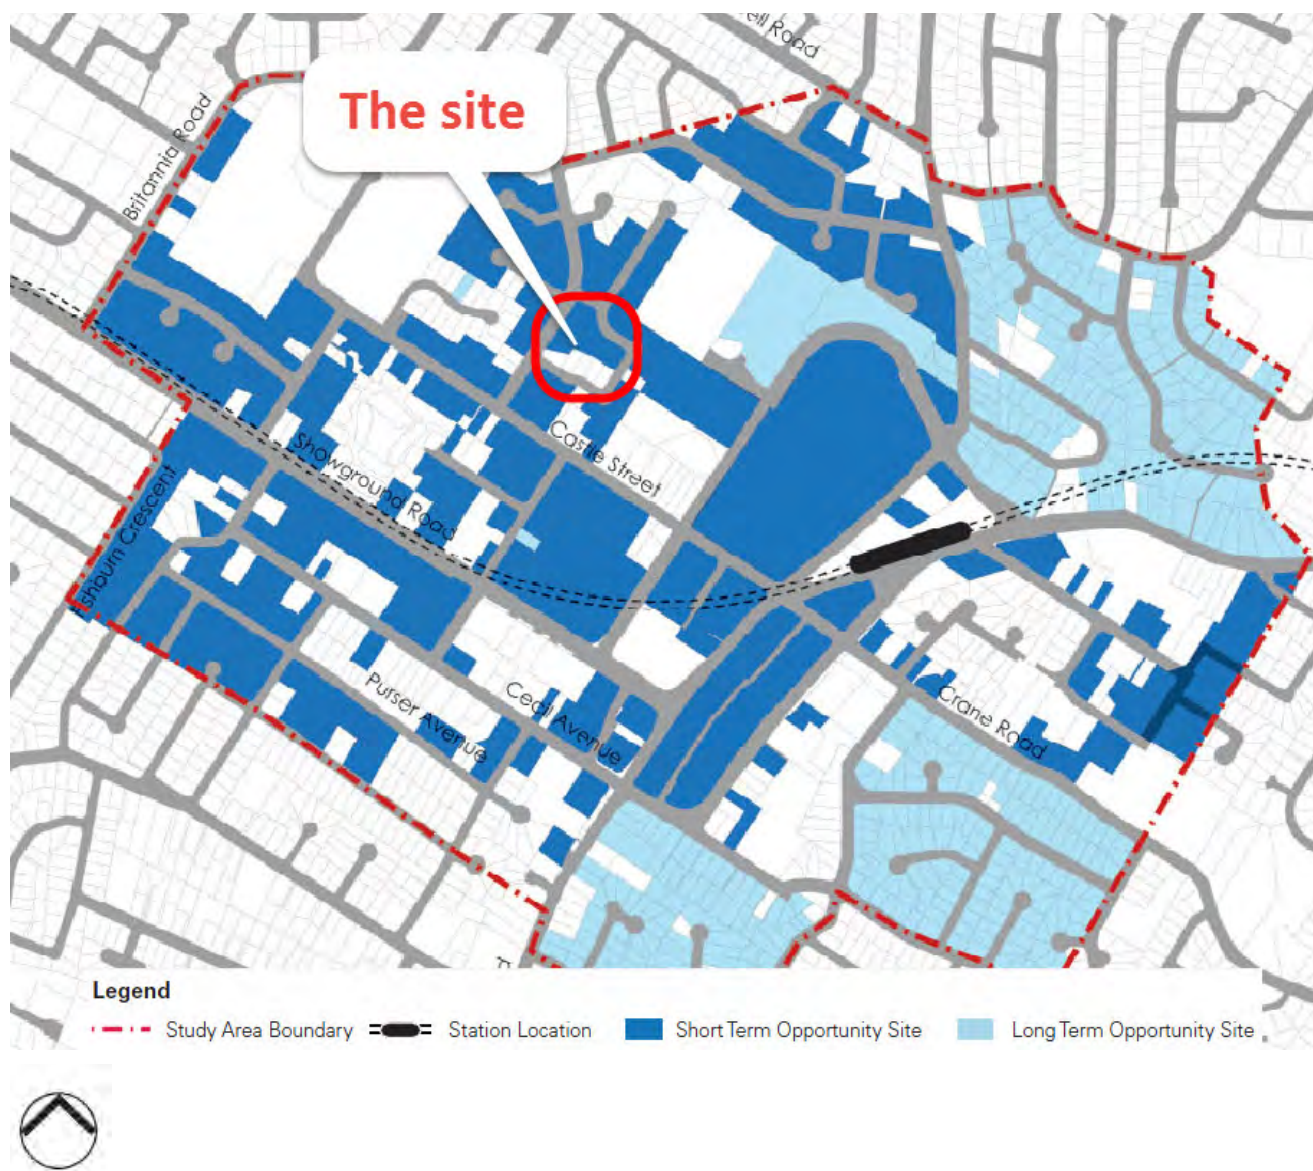 The site
Britannia Road
Showground Road
Castle Street
Purser Avenue
Cecil Avenue
Crane Road
Legend
Study Area Boundary
Station Location
Short Term Opportunity Site
Long Term Opportunity Site